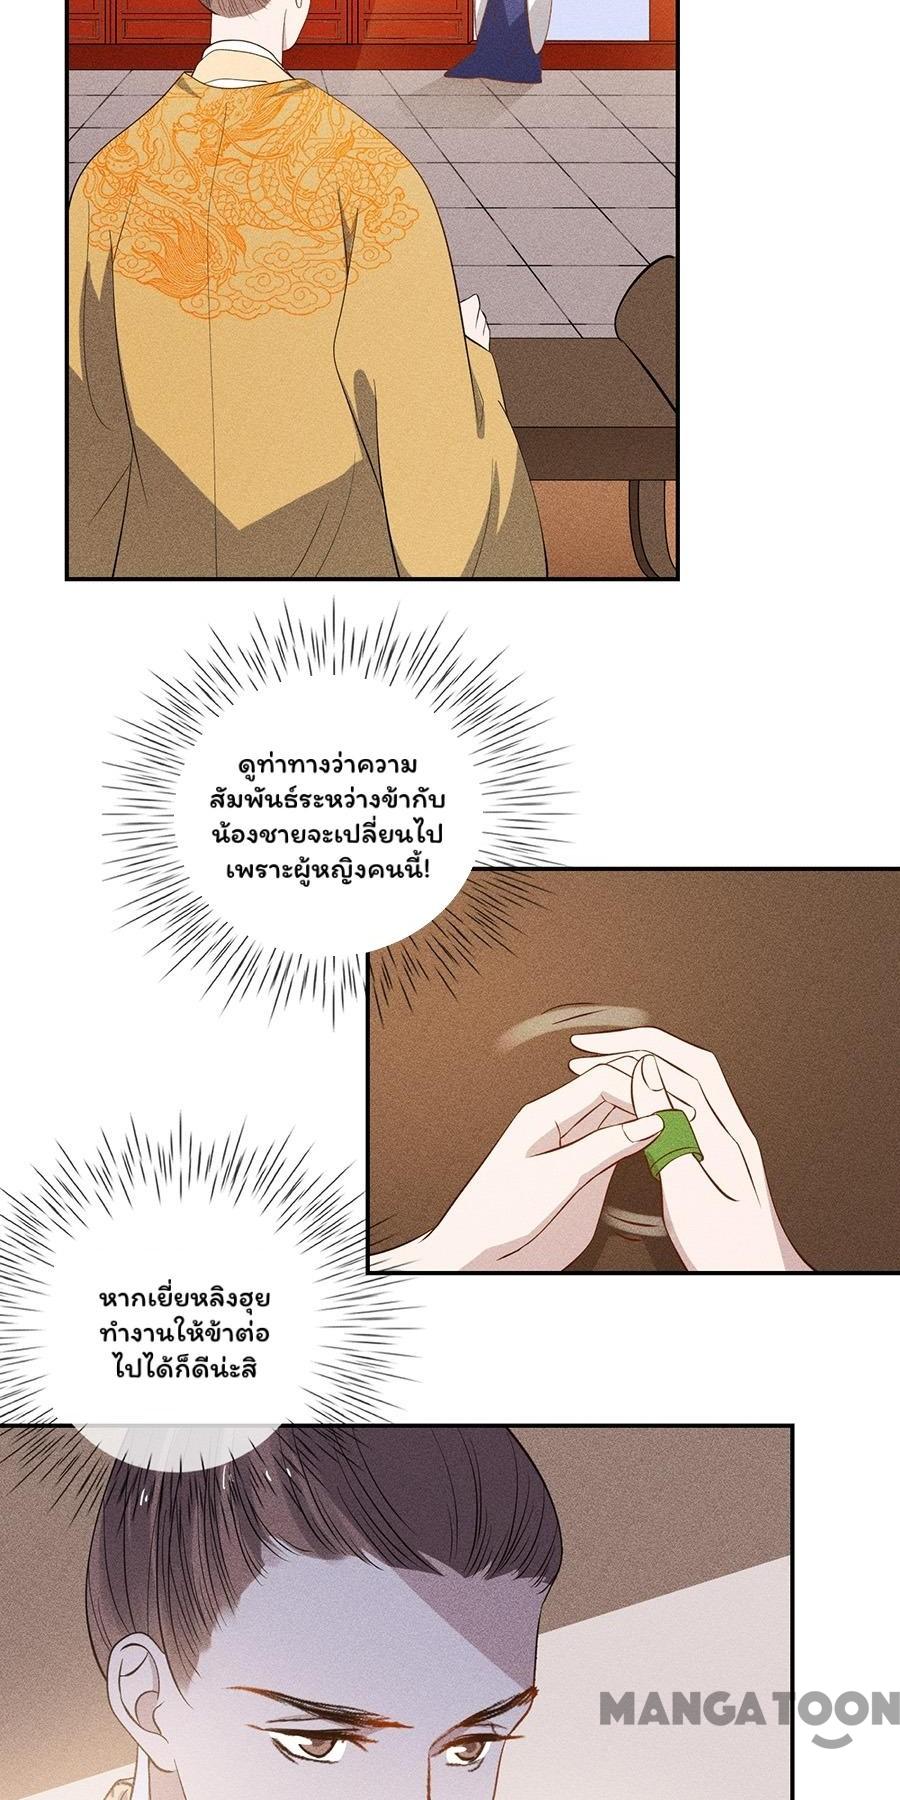 ดูท่าทางว่าความ
สัมพันธ์ระหว่างข้ากับ
น้องชายจะเปลี่ยนไป
เพราะผู้หญิงคนนี้!
หากเยี่ยหลิงฮุย
ทำงานให้ข้าต่อ
ไปได้ก็ดีน่ะสิ
MANGATOON